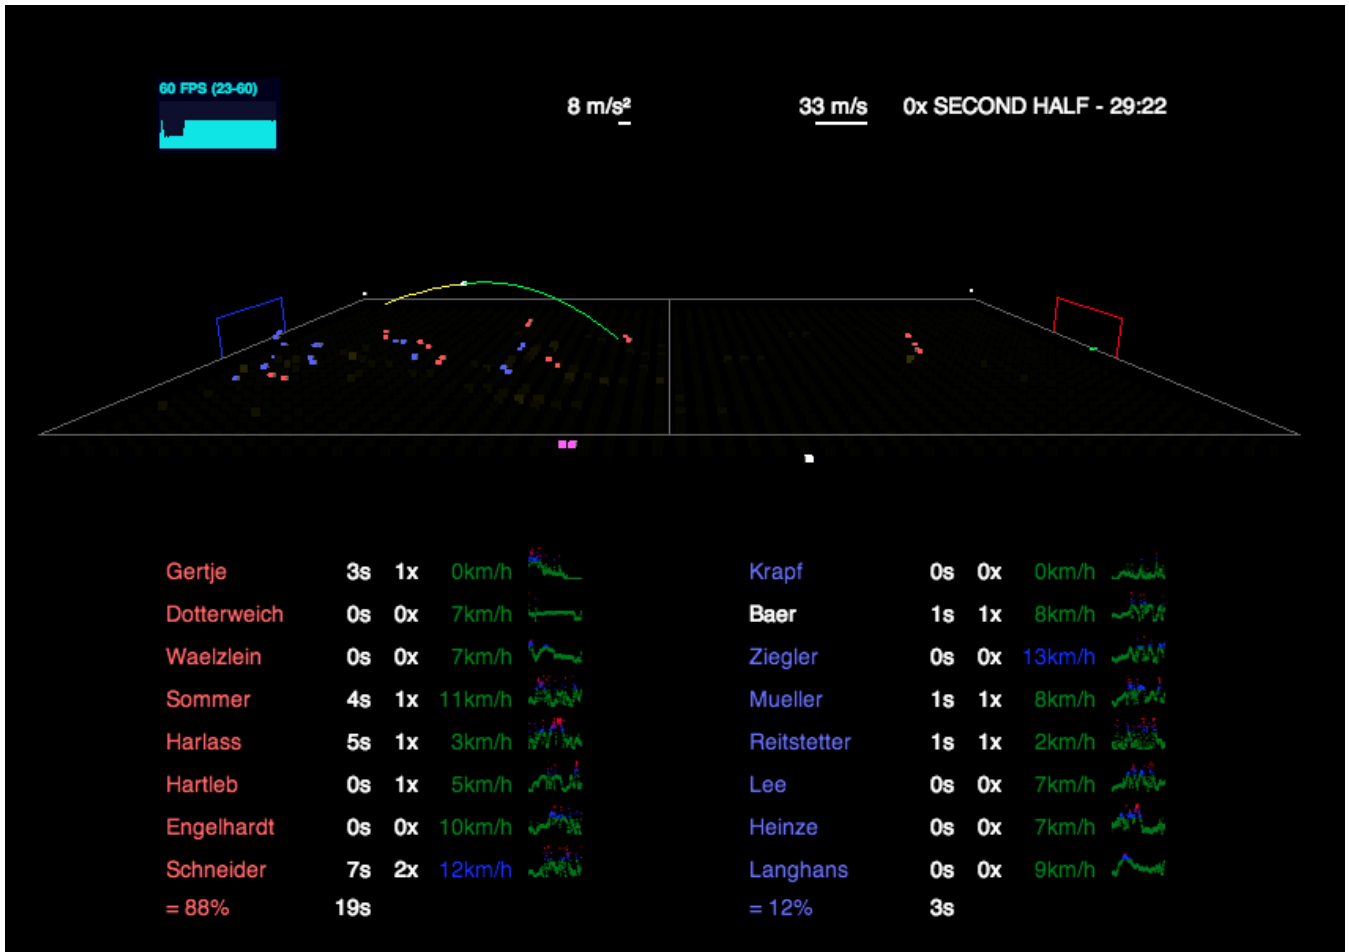 60 FPS (23-60)
8 m/s² 33 m/s 0x SECOND HALF - 29:22
Gertje 3s 1x 0km/h Krapf 0s 0x 0km/h
Dotterweich 0s 0x 7km/h Baer 1s 1x 8km/h
Waelzlein 0s 0x 7km/h Ziegler 0s 0x 13km/h
Sommer 4s 1x 11km/h Mueller 1s 1x 8km/h
Harlass 5s 1x 3km/h Reitstetter 1s 1x 2km/h
Hartleb 0s 1x 5km/h Lee 0s 0x 7km/h
Engelhardt 0s 0x 10km/h Heinze 0s 0x 7km/h
Schneider 7s 2x 12km/h Langhans 0s 0x 9km/h
= 88% 19s = 12% 3s